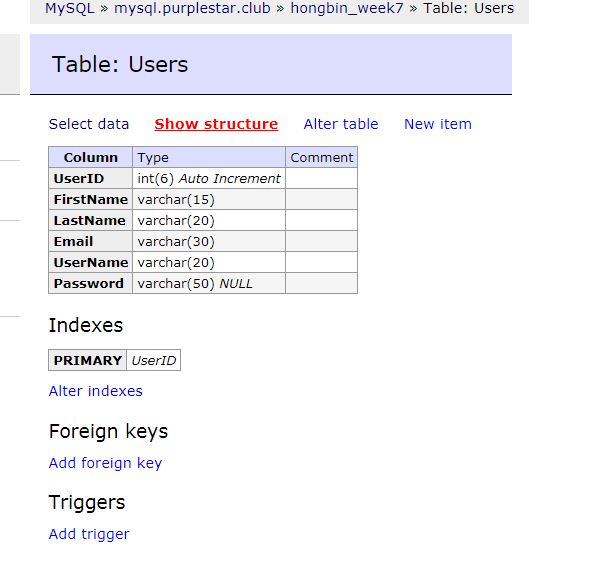 MySQL » mysql.purplestar.club » hongbin_week7 » Table: Users
Table: Users
Select data Show structure Alter table New item
Column Type Comment
UserID int(6) Auto Increment
FirstName varchar(15)
LastName varchar(20)
Email varchar(30)
UserName varchar(20)
Password varchar(50) NULL
Indexes
PRIMARY UserID
Alter indexes
Foreign keys
Add foreign key
Triggers
Add trigger